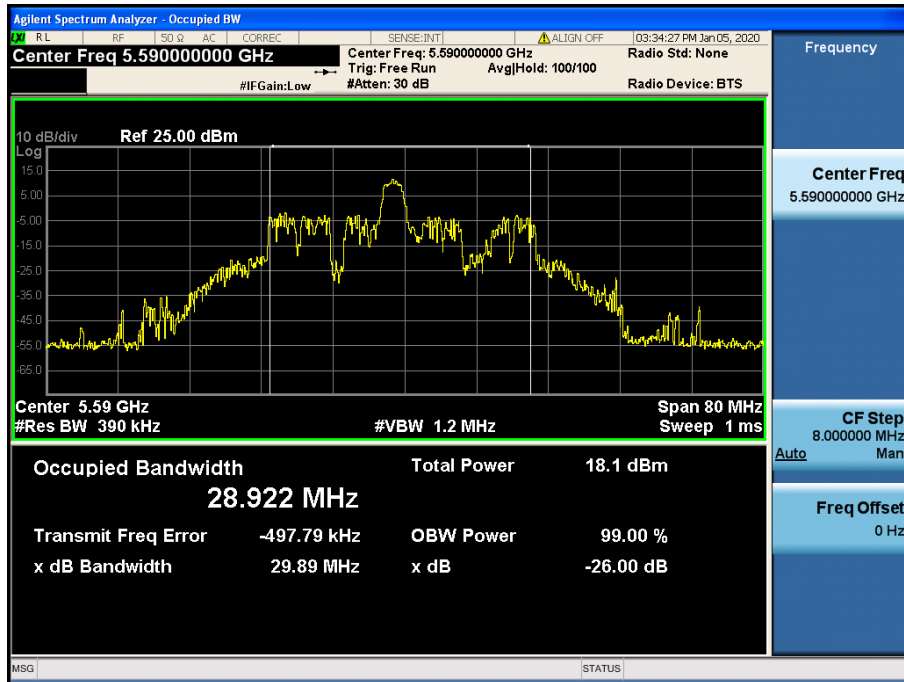 Agilent Spectrum Analyzer - Occupied BW
LXI RL RF 50 Ω AC CORREC SENSE:INT ALIGN OFF 03:34:27 PM Jan 05, 2020
Center Freq 5.590000000 GHz
Center Freq: 5.590000000 GHz
Radio Std: None
Trig: Free Run Avg|Hold: 100/100
#IFGain:Low
#Atten: 30 dB
Radio Device: BTS
10 dB/div Ref 25.00 dBm
Log
15.0
5.00
-5.00
-15.0
-25.0
-35.0
-45.0
-55.0
-65.0
Center 5.59 GHz Span 80 MHz
#Res BW 390 kHz #VBW 1.2 MHz Sweep 1 ms
Occupied Bandwidth Total Power 18.1 dBm
28.922 MHz
Transmit Freq Error -497.79 kHz OBW Power 99.00 %
x dB Bandwidth 29.89 MHz x dB -26.00 dB
MSG STATUS
Frequency
Center Freq
5.590000000 GHz
CF Step
8.000000 MHz
Auto Man
Freq Offset
0 Hz